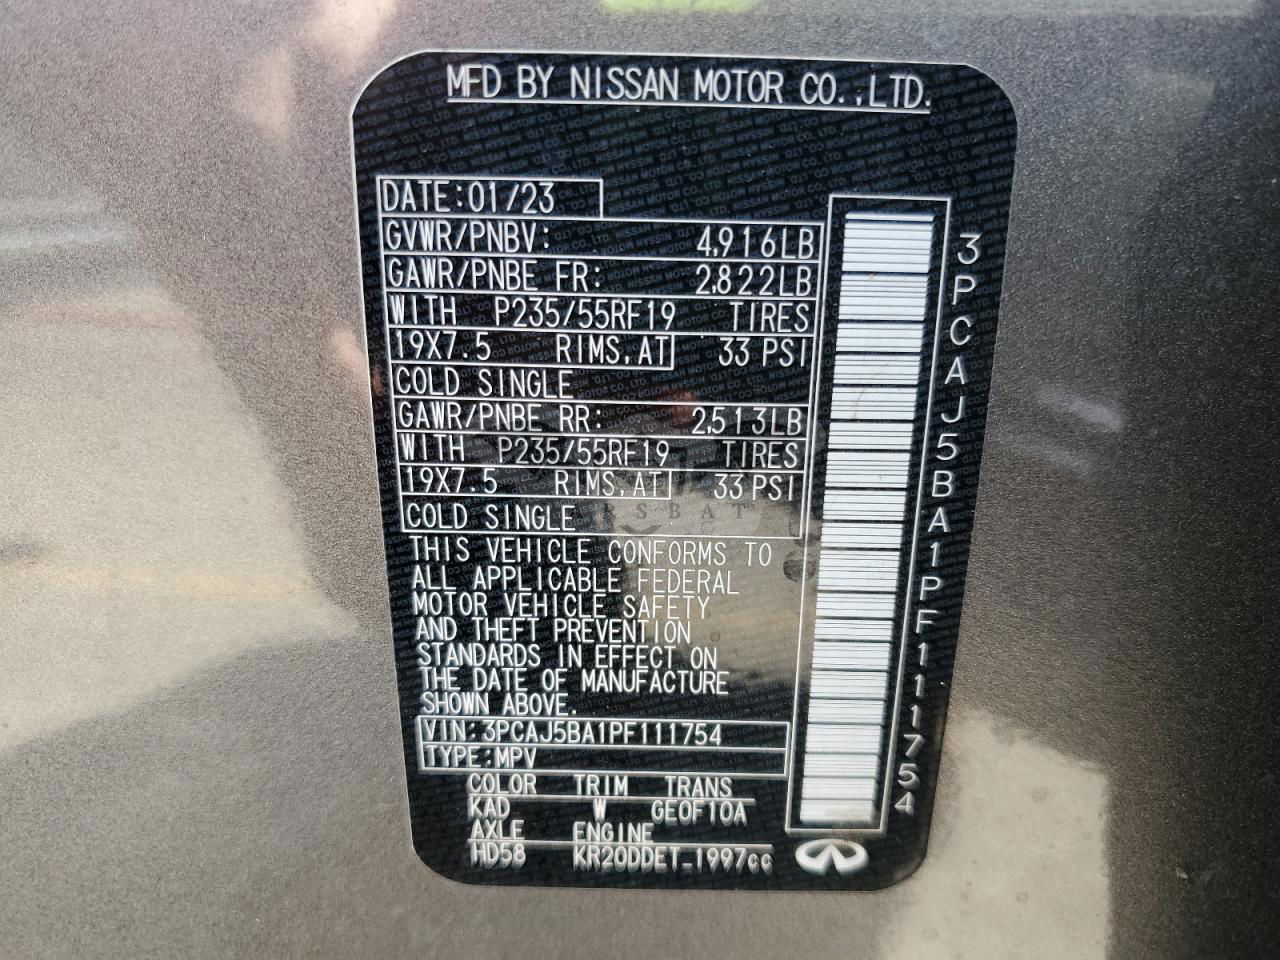 MFD BY NISSAN MOTOR CO.,LTD.
DATE:01/23
GVWR/PNBV: 4,916LB
GAWR/PNBE FR: 2,822LB
WITH P235/55RF19 TIRES
19X7.5 RIMS,AT 33 PSI
COLD SINGLE
GAWR/PNBE RR: 2,513LB
WITH P235/55RF19 TIRES
19X7.5 RIMS,AT 33 PSI
COLD SINGLE
THIS VEHICLE CONFORMS TO
ALL APPLICABLE FEDERAL
MOTOR VEHICLE SAFETY
AND THEFT PREVENTION
STANDARDS IN EFFECT ON
THE DATE OF MANUFACTURE
SHOWN ABOVE.
VIN:3PCAJ5BA1PF111754
TYPE:MPV
COLOR TRIM TRANS
KAD W GEOF10A
AXLE ENGINE
HD58 KR20DDET_1997cc
3PCAJ5BA1PF111754